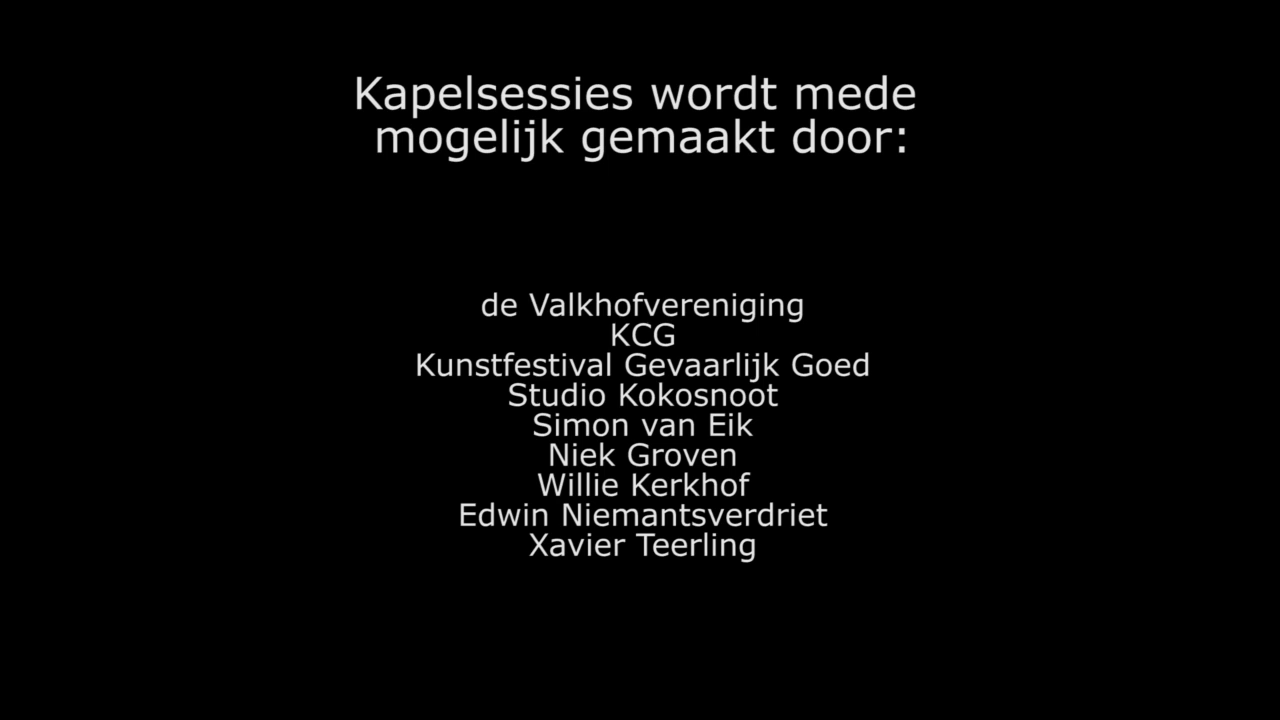 Kapelsessies wordt mede
mogelijk gemaakt door:
de Valkhofvereniging
KCG
Kunstfestival Gevaarlijk Goed
Studio Kokosnoot
Simon van Eik
Niek Groven
Willie Kerkhof
Edwin Niemantsverdriet
Xavier Teerling